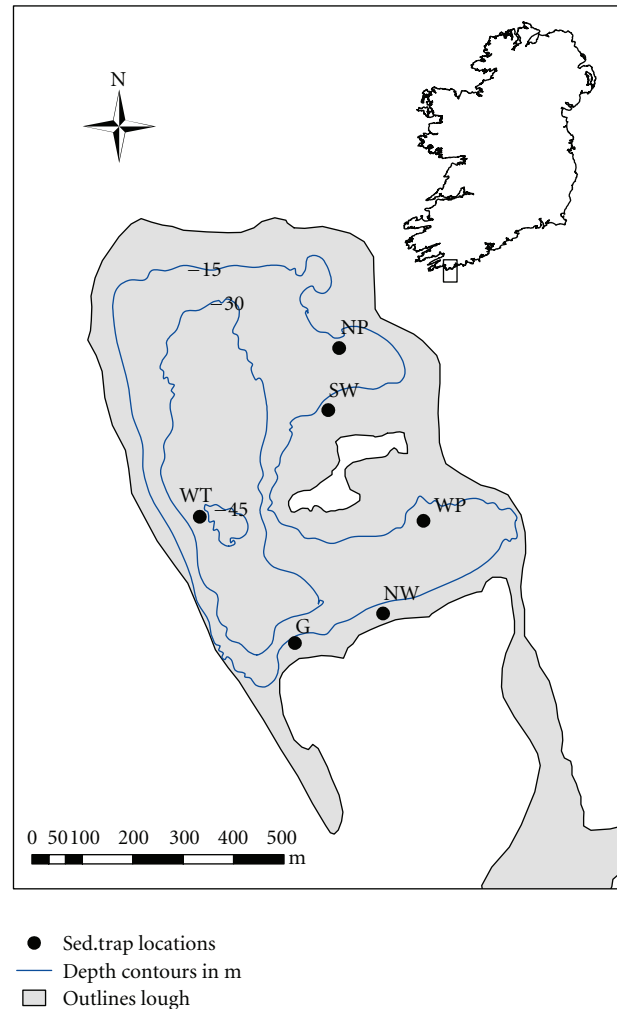 N
−15
−30
NP
SW
WT
−45
WP
NW
G
0 50 100 200 300 400 500
m
Sed.trap locations
Depth contours in m
Outlines lough